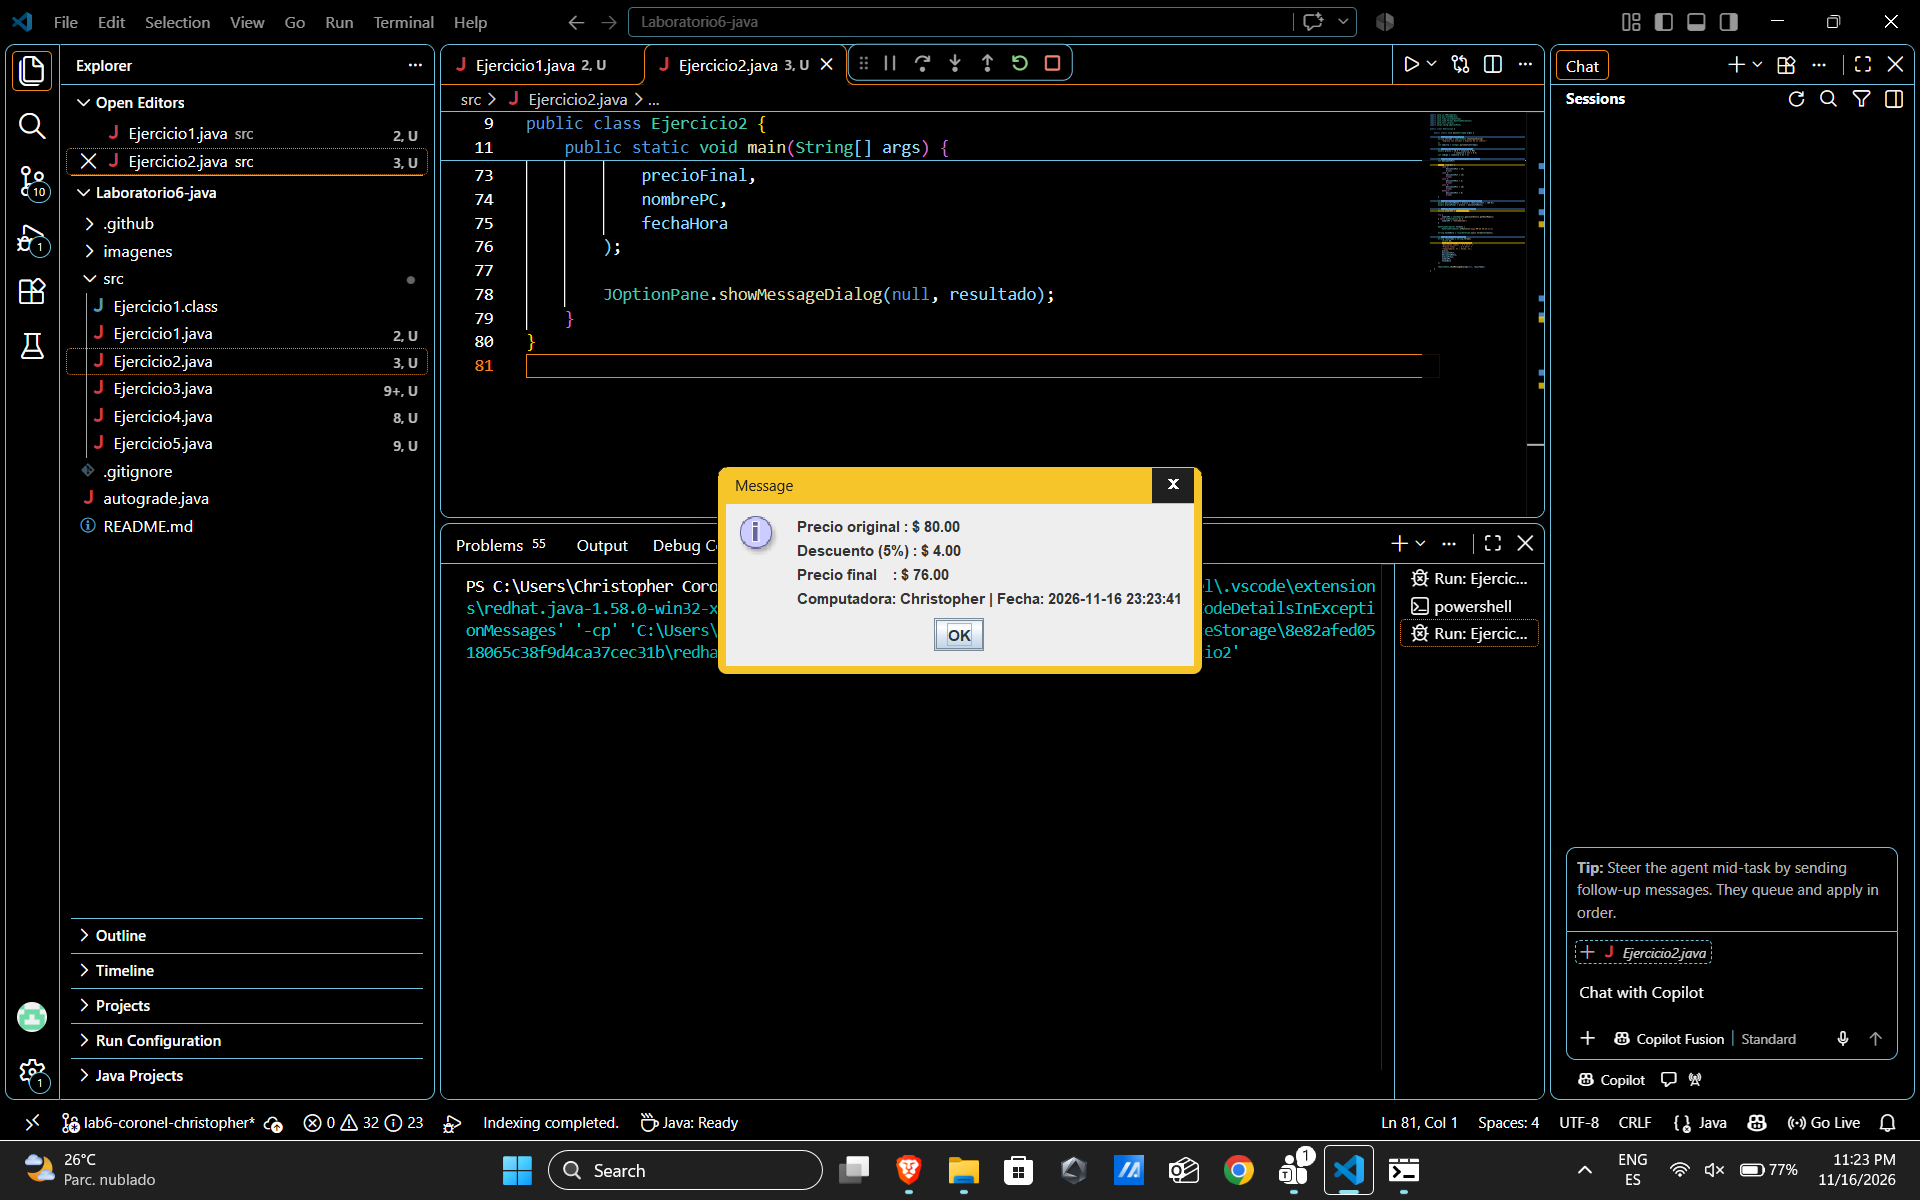 File Edit Selection View Go Run Terminal Help
Laboratorio6-java
Explorer
Open Editors
Ejercicio1.java src 2, U
Ejercicio2.java src 3, U
Laboratorio6-java
.github
imagenes
src
Ejercicio1.class
Ejercicio1.java 2, U
Ejercicio2.java 3, U
Ejercicio3.java 9+, U
Ejercicio4.java 8, U
Ejercicio5.java 9, U
.gitignore
autograde.java
README.md
Outline
Timeline
Projects
Run Configuration
Java Projects
10
1
1
Ejercicio1.java 2, U
Ejercicio2.java 3, U
src > Ejercicio2.java > ...
9 public class Ejercicio2 {
11 public static void main(String[] args) {
73 precioFinal,
74 nombrePC,
75 fechaHora
76 );
77
78 JOptionPane.showMessageDialog(null, resultado);
79 }
80 }
81
Problems 55 Output Debug C
PS C:\Users\Christopher Coro
l\.vscode\extension
s\redhat.java-1.58.0-win32-x
odeDetailsInExcepti
onMessages' '-cp' 'C:\Users\
eStorage\8e82afed05
18065c38f9d4ca37cec31b\redha
io2'
Run: Ejercic...
powershell
Run: Ejercic...
Message
Precio original : $ 80.00
Descuento (5%) : $ 4.00
Precio final : $ 76.00
Computadora: Christopher | Fecha: 2026-11-16 23:23:41
OK
Chat
Sessions
Tip: Steer the agent mid-task by sending
follow-up messages. They queue and apply in
order.
Ejercicio2.java
Chat with Copilot
Copilot Fusion Standard
Copilot
lab6-coronel-christopher* 0 32 23 Indexing completed. Java: Ready
Ln 81, Col 1 Spaces: 4 UTF-8 CRLF Java Go Live
26°C
Parc. nublado
Search
1
ENG
ES
77%
11:23 PM
11/16/2026